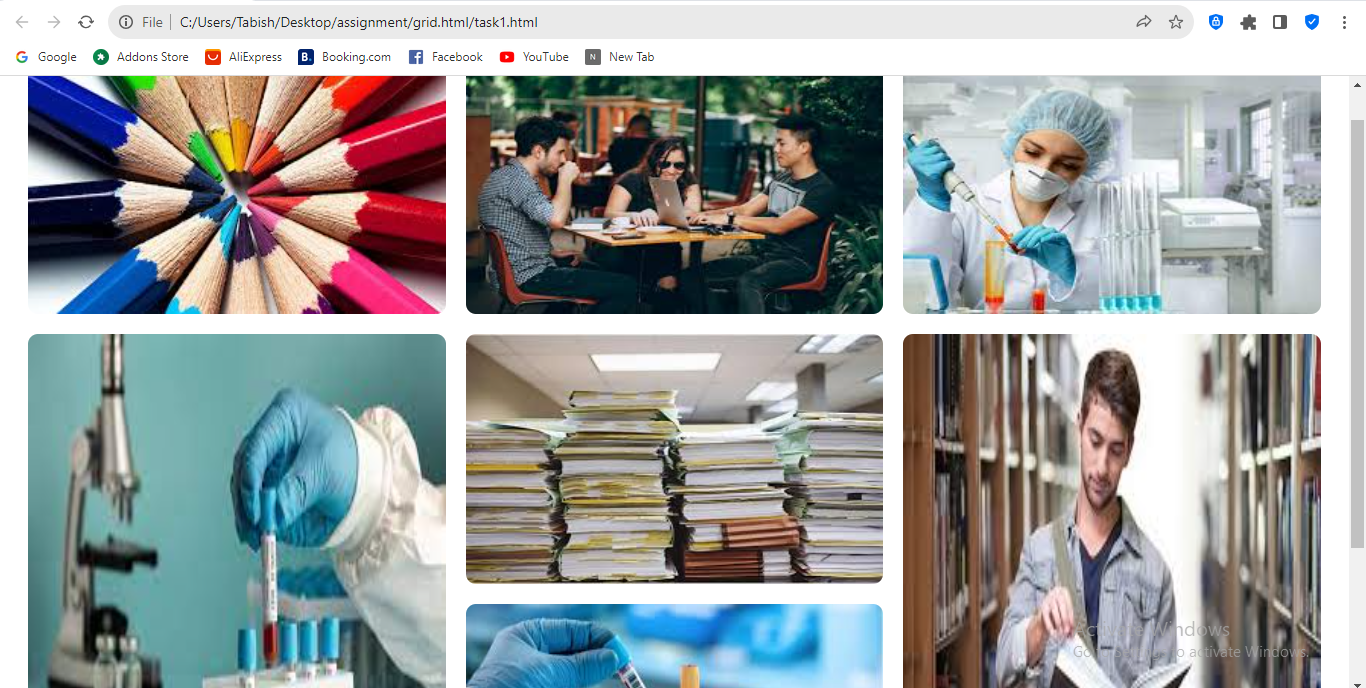 File C:/Users/Tabish/Desktop/assignment/grid.html/task1.html
Google Addons Store AliExpress B. Booking.com Facebook YouTube N New Tab
Activate Windows
Go to Settings to activate Windows.